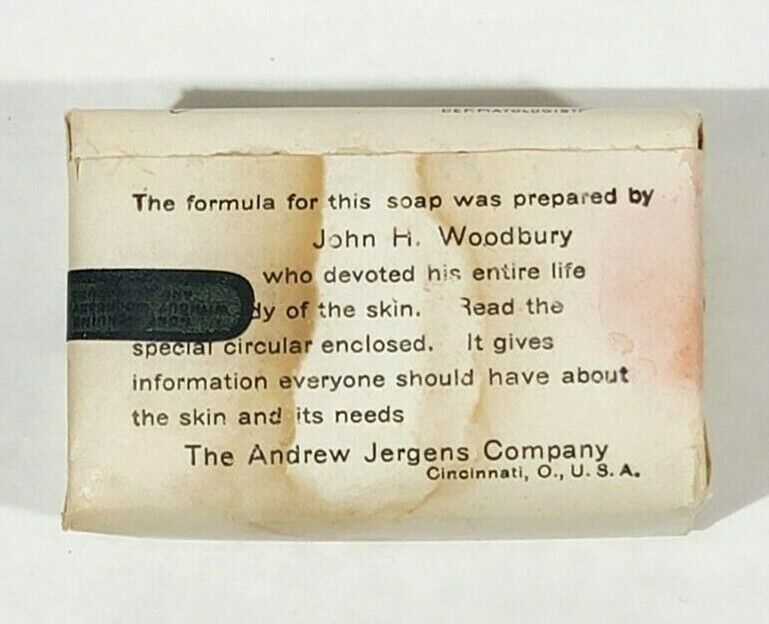 DERMATOLOGIST
The formula for this soap was prepared by
John H. Woodbury
who devoted his entire life
dy of the skin. Read the
special circular enclosed. It gives
information everyone should have about
the skin and its needs
The Andrew Jergens Company
Cincinnati, O., U. S. A.